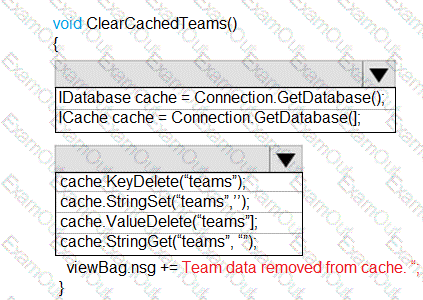 void ClearCachedTeams()
{
IDatabase cache = Connection.GetDatabase();
ICache cache = Connection.GetDatabase(];
cache.KeyDelete(“teams”);
cache.StringSet(“teams”,’’);
cache.ValueDelete(“teams”];
cache.StringGet(“teams”, “”);
viewBag.nsg += Team data removed from cache. “;
}